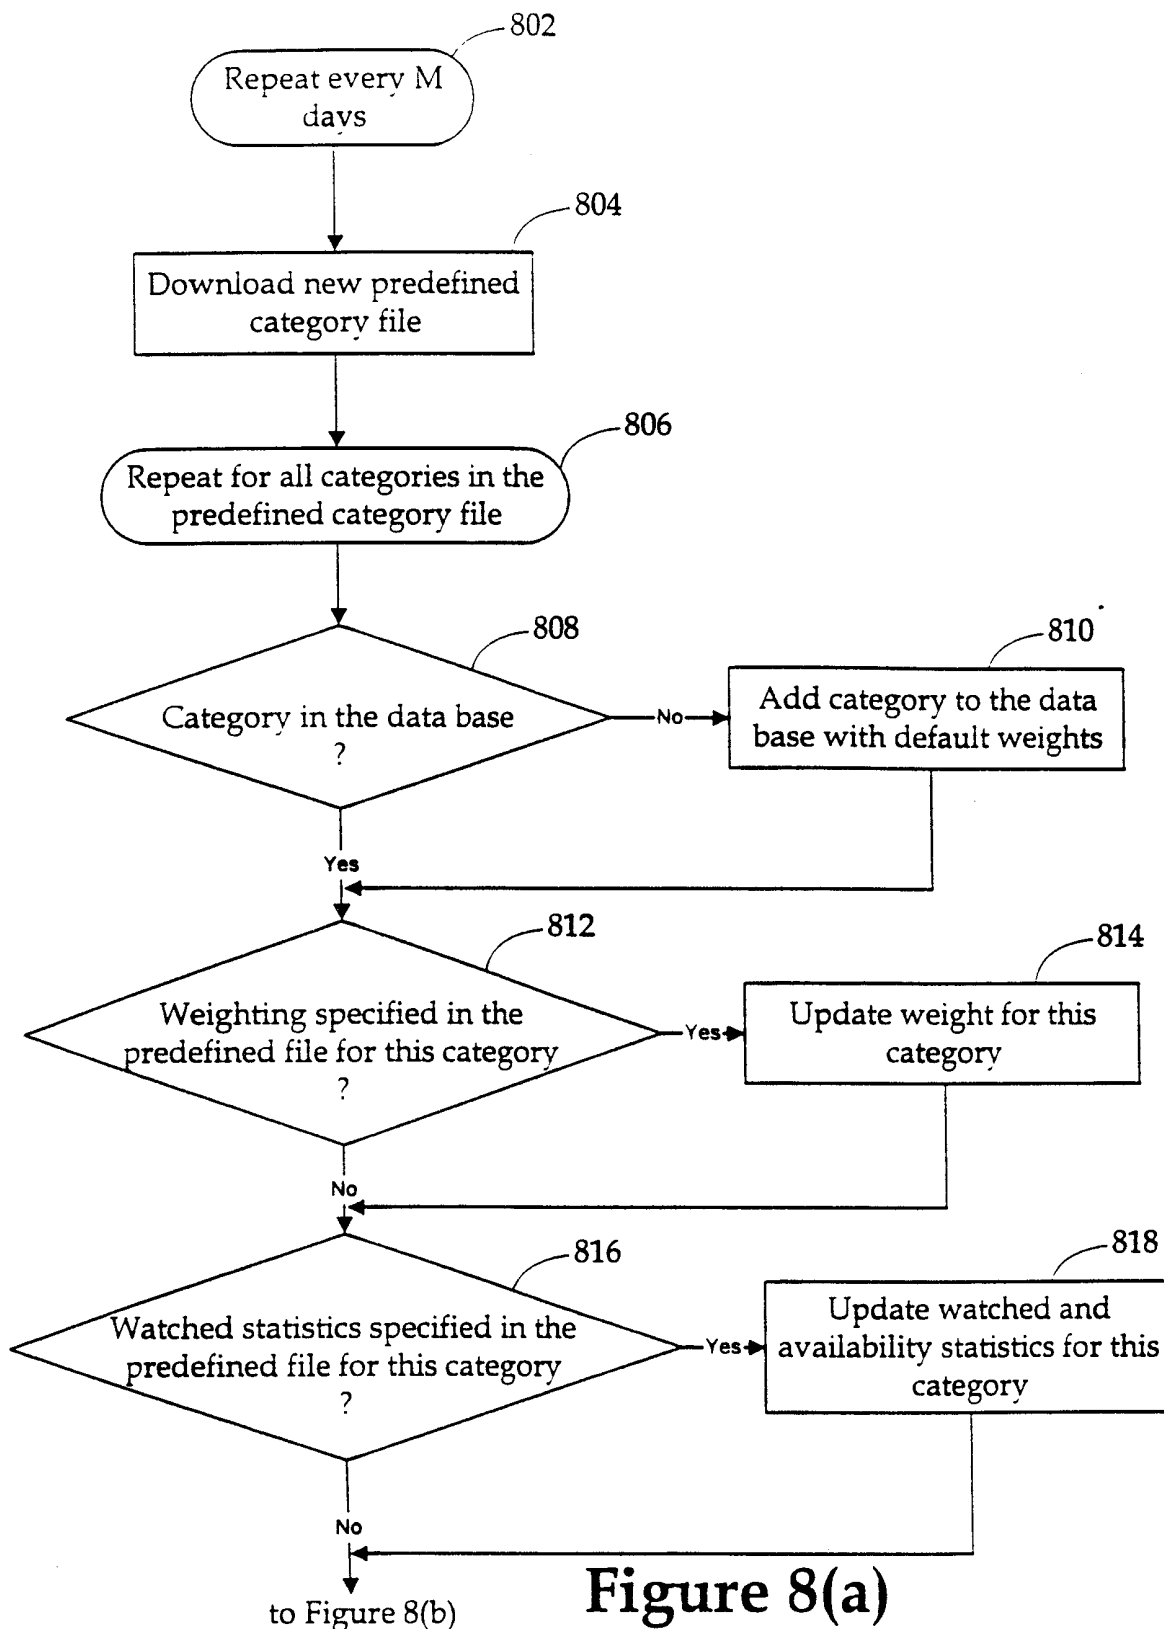 802
Repeat every M
days
804
Download new predefined
category file
806
Repeat for all categories in the
predefined category file
808
Category in the data base
?
No
810
Add category to the data
base with default weights
Yes
812
Weighting specified in the
predefined file for this category
?
Yes
814
Update weight for this
category
No
816
Watched statistics specified in the
predefined file for this category
?
Yes
818
Update watched and
availability statistics for this
category
No
to Figure 8(b)
Figure 8(a)